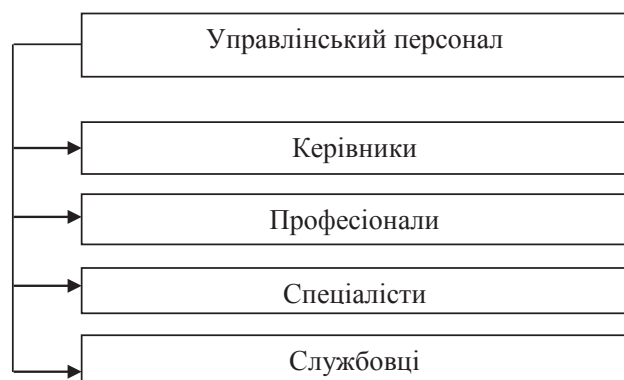 Управлінський персонал
Керівники
Професіонали
Спеціалісти
Службовці